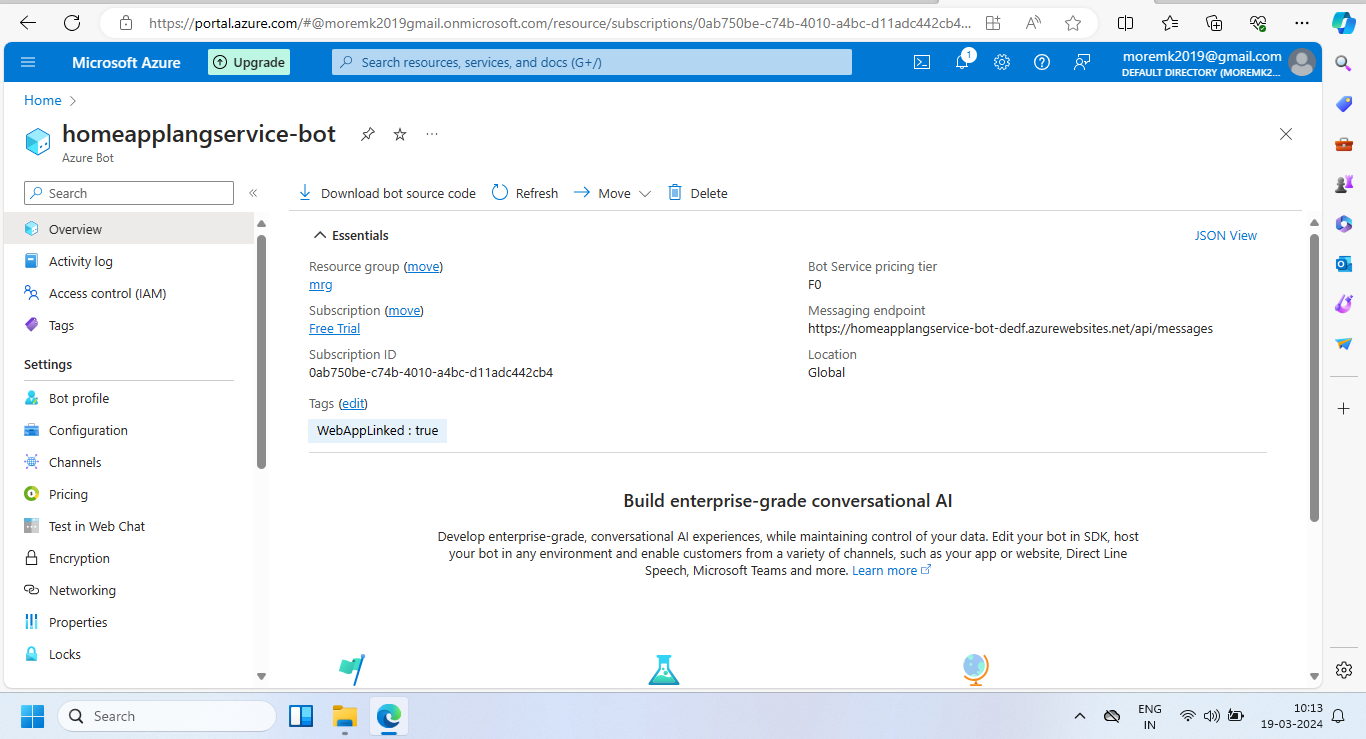 https://portal.azure.com/#@moremk2019gmail.onmicrosoft.com/resource/subscriptions/0ab750be-c74b-4010-a4bc-d11adc442cb4...
Microsoft Azure
Upgrade
Search resources, services, and docs (G+/)
1
moremk2019@gmail.com
DEFAULT DIRECTORY (MOREMK2...
Home
homeapplangservice-bot
Azure Bot
Search
Download bot source code
Refresh
Move
Delete
Overview
Activity log
Access control (IAM)
Tags
Settings
Bot profile
Configuration
Channels
Pricing
Test in Web Chat
Encryption
Networking
Properties
Locks
Essentials
JSON View
Resource group (move)
mrg
Subscription (move)
Free Trial
Subscription ID
0ab750be-c74b-4010-a4bc-d11adc442cb4
Tags (edit)
WebAppLinked : true
Bot Service pricing tier
F0
Messaging endpoint
https://homeapplangservice-bot-dedf.azurewebsites.net/api/messages
Location
Global
Build enterprise-grade conversational AI
Develop enterprise-grade, conversational AI experiences, while maintaining control of your data. Edit your bot in SDK, host
your bot in any environment and enable customers from a variety of channels, such as your app or website, Direct Line
Speech, Microsoft Teams and more. Learn more
Search
ENG
IN
10:13
19-03-2024